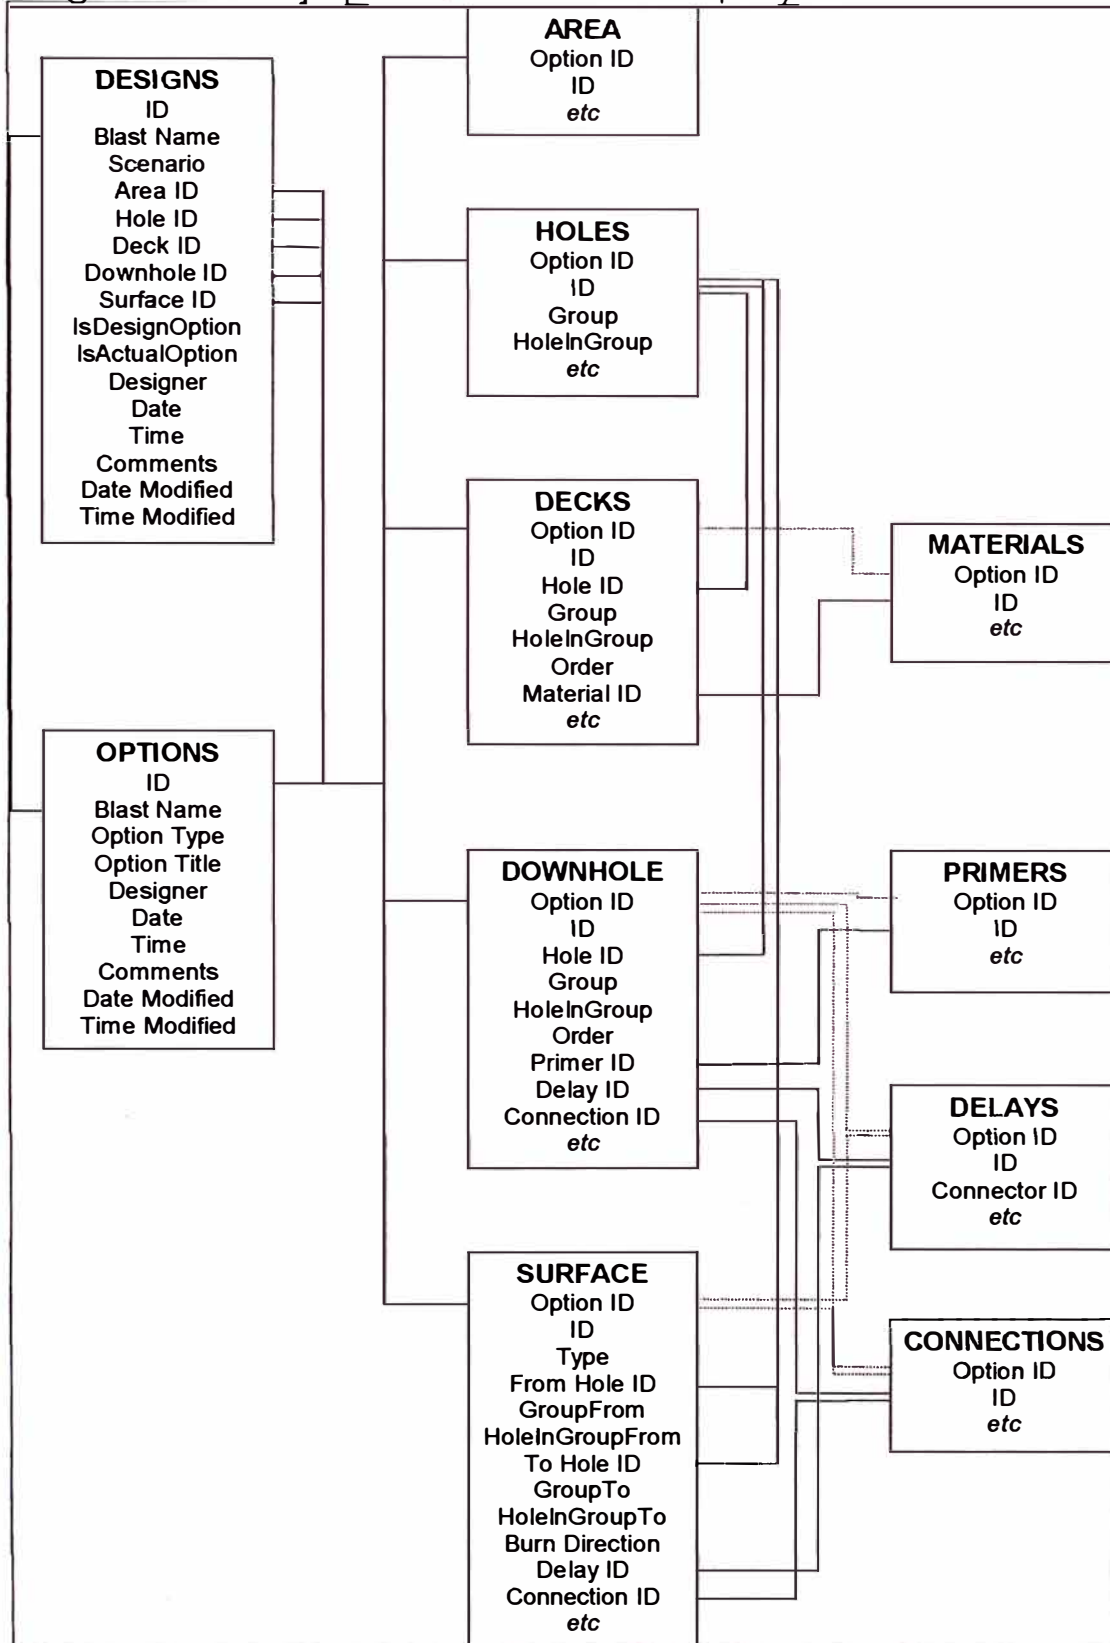 DESIGNS
ID
Blast Name
Scenario
Area ID
Hole ID
Deck ID
Downhole ID
Surface ID
IsDesignOption
IsActualOption
Designer
Date
Time
Comments
Date Modified
Time Modified
OPTIONS
ID
Blast Name
Option Type
Option Title
Designer
Date
Time
Comments
Date Modified
Time Modified
AREA
Option ID
ID
etc
HOLES
Option ID
ID
Group
HoleInGroup
etc
DECKS
Option ID
ID
Hole ID
Group
HoleInGroup
Order
Material ID
etc
DOWNHOLE
Option ID
ID
Hole ID
Group
HoleInGroup
Order
Primer ID
Delay ID
Connection ID
etc
SURFACE
Option ID
ID
Type
From Hole ID
GroupFrom
HoleInGroupFrom
To Hole ID
GroupTo
HoleInGroupTo
Burn Direction
Delay ID
Connection ID
etc
MATERIALS
Option ID
ID
etc
PRIMERS
Option ID
ID
etc
DELAYS
Option ID
ID
Connector ID
etc
CONNECTIONS
Option ID
ID
etc